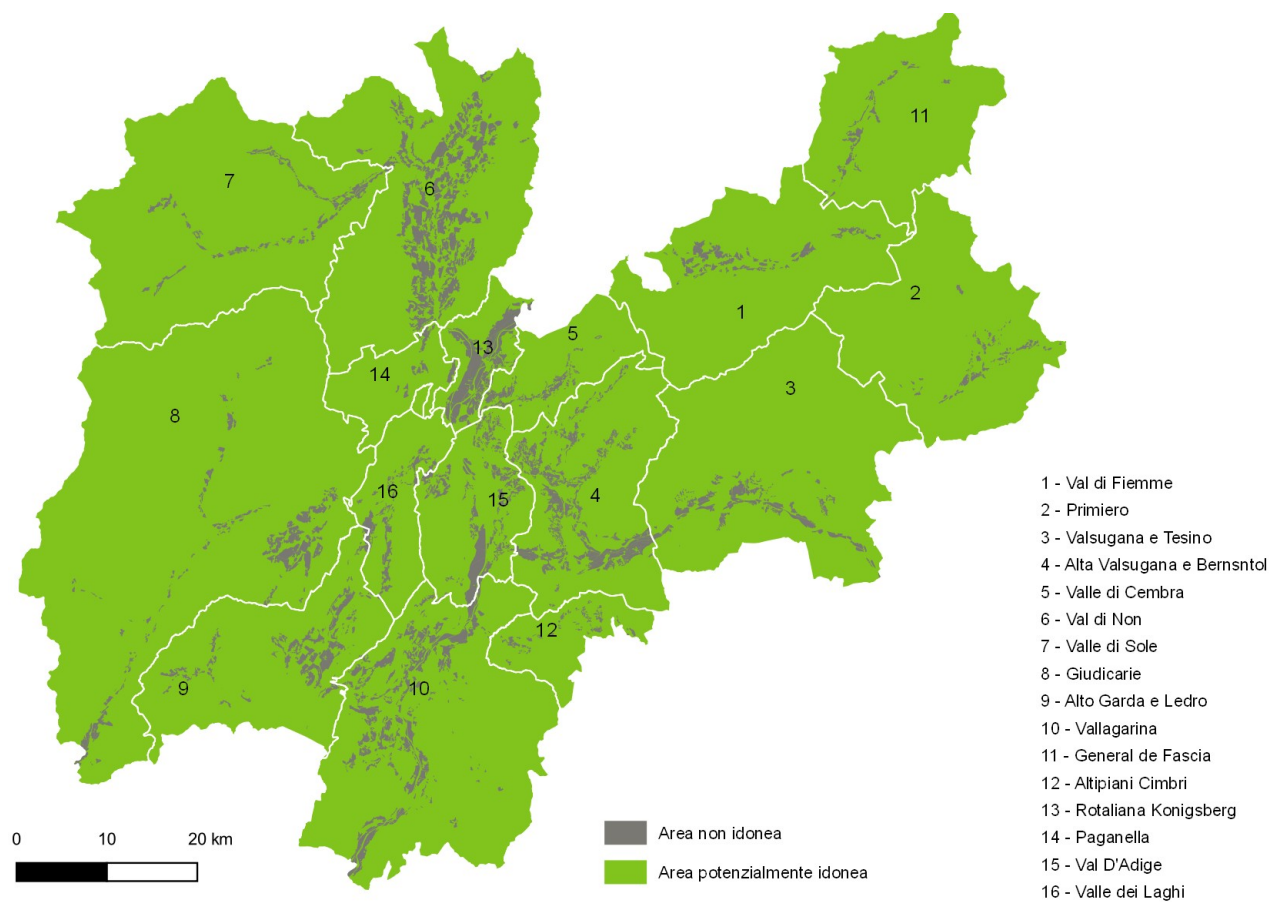 11
7
6
2
1
5
13
14
3
8
16
15
4
12
9
10
1 - Val di Fiemme
2 - Primiero
3 - Valsugana e Tesino
4 - Alta Valsugana e Bernsntol
5 - Valle di Cembra
6 - Val di Non
7 - Valle di Sole
8 - Giudicarie
9 - Alto Garda e Ledro
10 - Vallagarina
11 - General de Fascia
12 - Altipiani Cimbri
13 - Rotaliana Konigsberg
14 - Paganella
15 - Val D'Adige
16 - Valle dei Laghi
0 10 20 km
Area non idonea
Area potenzialmente idonea